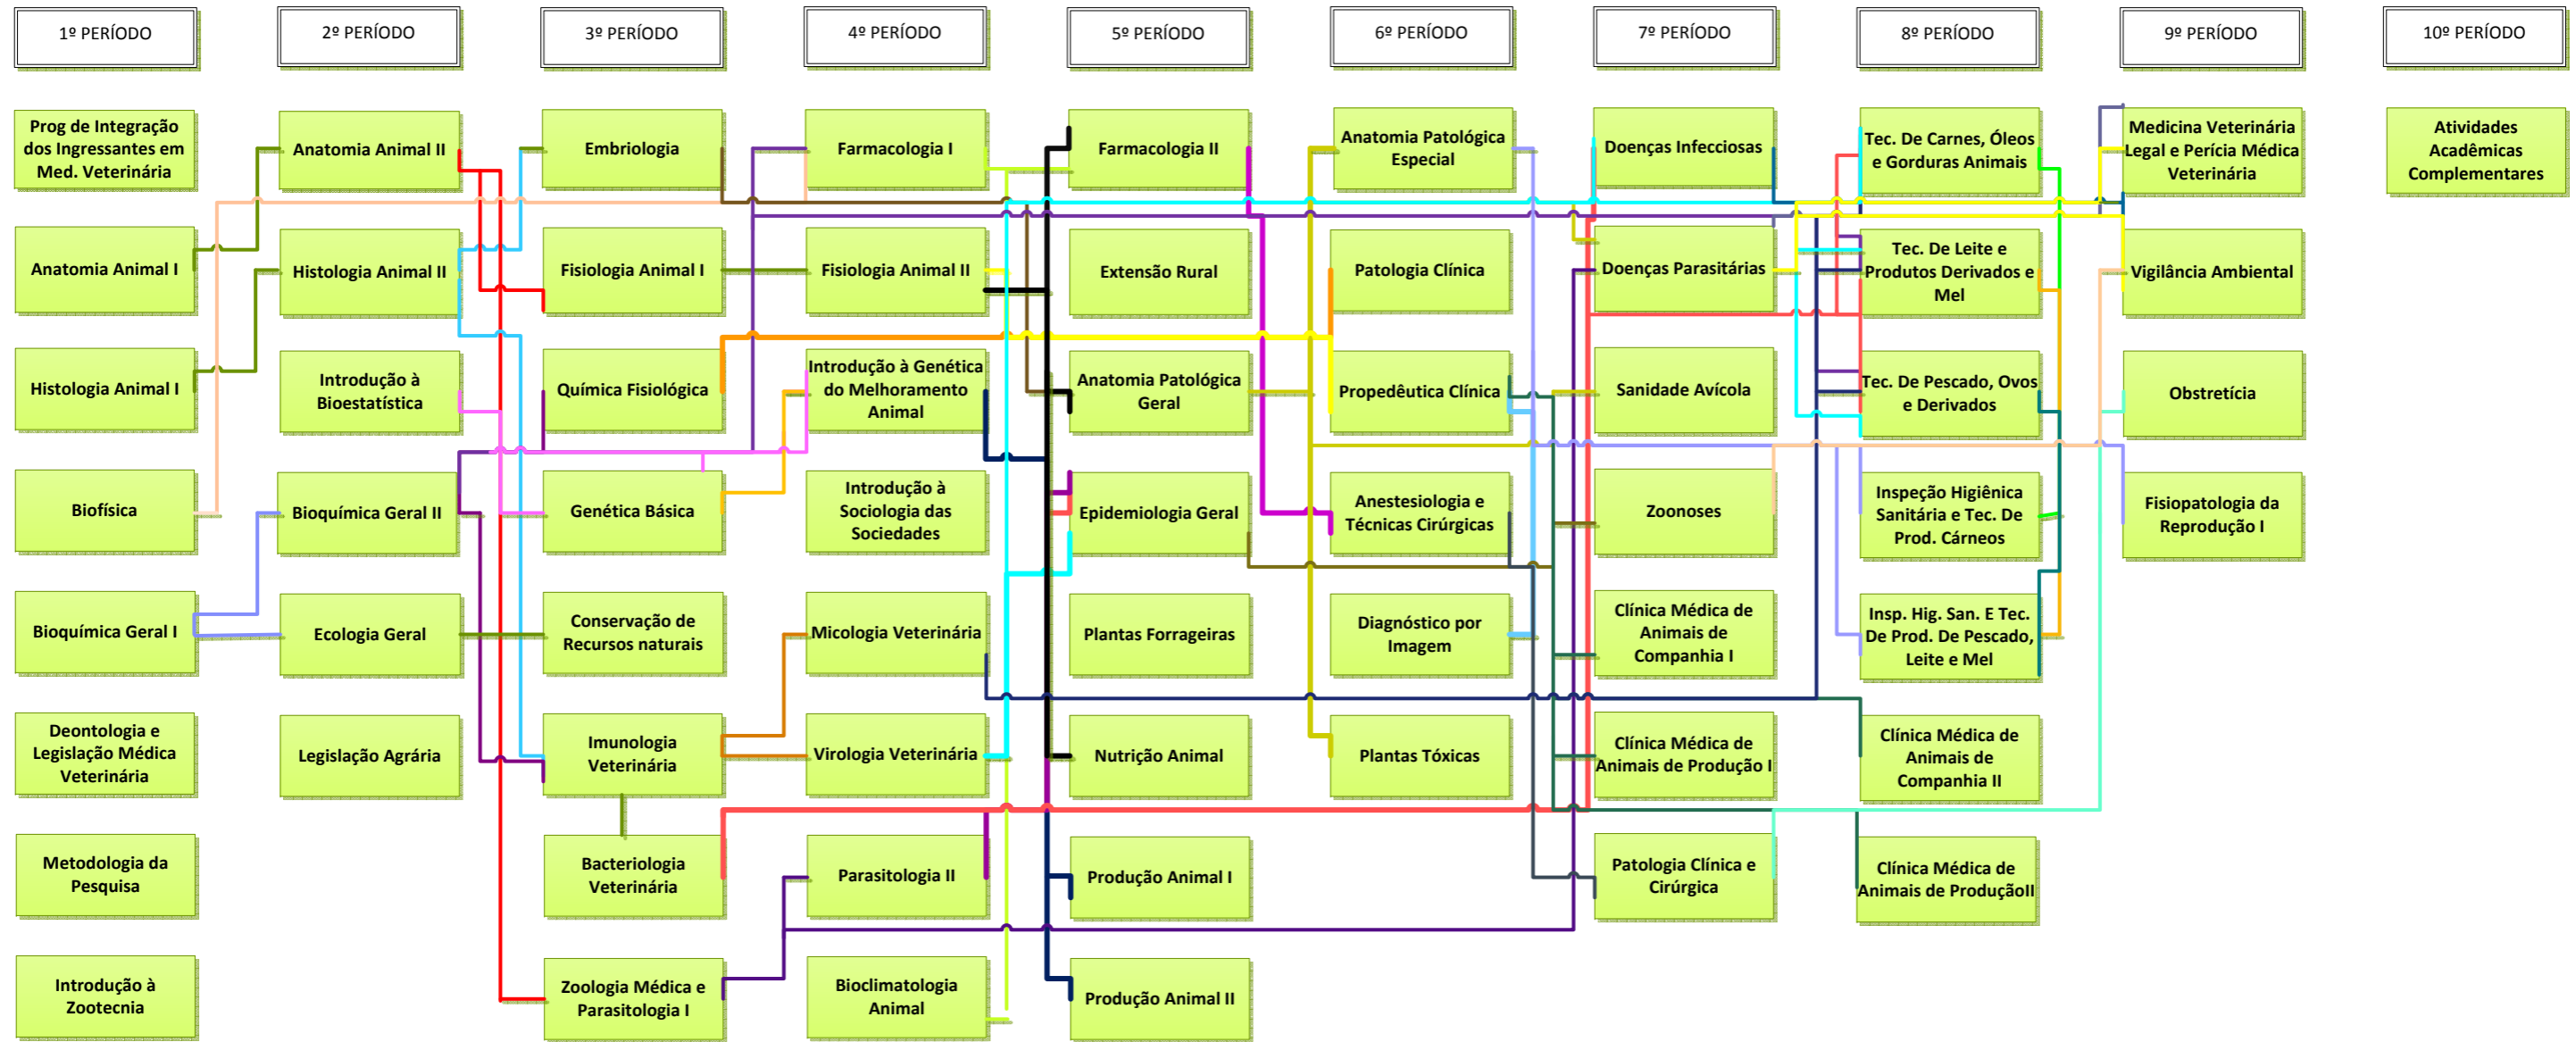 1º PERÍODO
2º PERÍODO
3º PERÍODO
4º PERÍODO
5º PERÍODO
6º PERÍODO
7º PERÍODO
8º PERÍODO
9º PERÍODO
10º PERÍODO
Prog de Integração
dos Ingressantes em
Med. Veterinária
Anatomia Animal I
Histologia Animal I
Biofísica
Bioquímica Geral I
Deontologia e
Legislação Médica
Veterinária
Metodologia da
Pesquisa
Introdução à
Zootecnia
Anatomia Animal II
Histologia Animal II
Introdução à
Bioestatística
Bioquímica Geral II
Ecologia Geral
Legislação Agrária
Embriologia
Fisiologia Animal I
Química Fisiológica
Genética Básica
Conservação de
Recursos naturais
Imunologia
Veterinária
Bacteriologia
Veterinária
Zoologia Médica e
Parasitologia I
Farmacologia I
Fisiologia Animal II
Introdução à Genética
do Melhoramento
Animal
Introdução à
Sociologia das
Sociedades
Micologia Veterinária
Virologia Veterinária
Parasitologia II
Bioclimatologia
Animal
Farmacologia II
Extensão Rural
Anatomia Patológica
Geral
Epidemiologia Geral
Plantas Forrageiras
Nutrição Animal
Produção Animal I
Produção Animal II
Anatomia Patológica
Especial
Patologia Clínica
Propedêutica Clínica
Anestesiologia e
Técnicas Cirúrgicas
Diagnóstico por
Imagem
Plantas Tóxicas
Doenças Infecciosas
Doenças Parasitárias
Sanidade Avícola
Zoonoses
Clínica Médica de
Animais de
Companhia I
Clínica Médica de
Animais de Produção I
Patologia Clínica e
Cirúrgica
Tec. De Carnes, Óleos
e Gorduras Animais
Tec. De Leite e
Produtos Derivados e
Mel
Tec. De Pescado, Ovos
e Derivados
Inspeção Higiênica
Sanitária e Tec. De
Prod. Cárneos
Insp. Hig. San. E Tec.
De Prod. De Pescado,
Leite e Mel
Clínica Médica de
Animais de
Companhia II
Clínica Médica de
Animais de ProduçãoII
Medicina Veterinária
Legal e Perícia Médica
Veterinária
Vigilância Ambiental
Obstretícia
Fisiopatologia da
Reprodução I
Atividades
Acadêmicas
Complementares